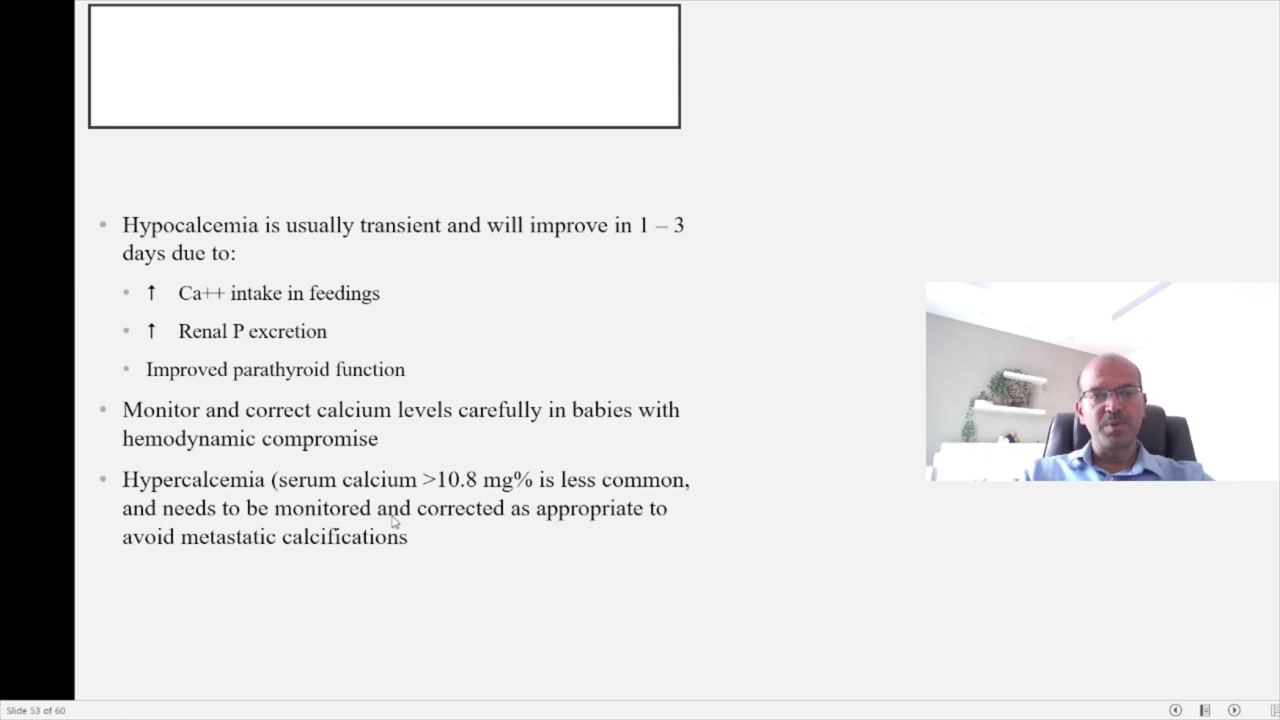 • Hypocalcemia is usually transient and will improve in 1 – 3
days due to:
• ↑ Ca++ intake in feedings
• ↑ Renal P excretion
• Improved parathyroid function
• Monitor and correct calcium levels carefully in babies with
hemodynamic compromise
• Hypercalcemia (serum calcium >10.8 mg% is less common,
and needs to be monitored and corrected as appropriate to
avoid metastatic calcifications
Slide 53 of 60